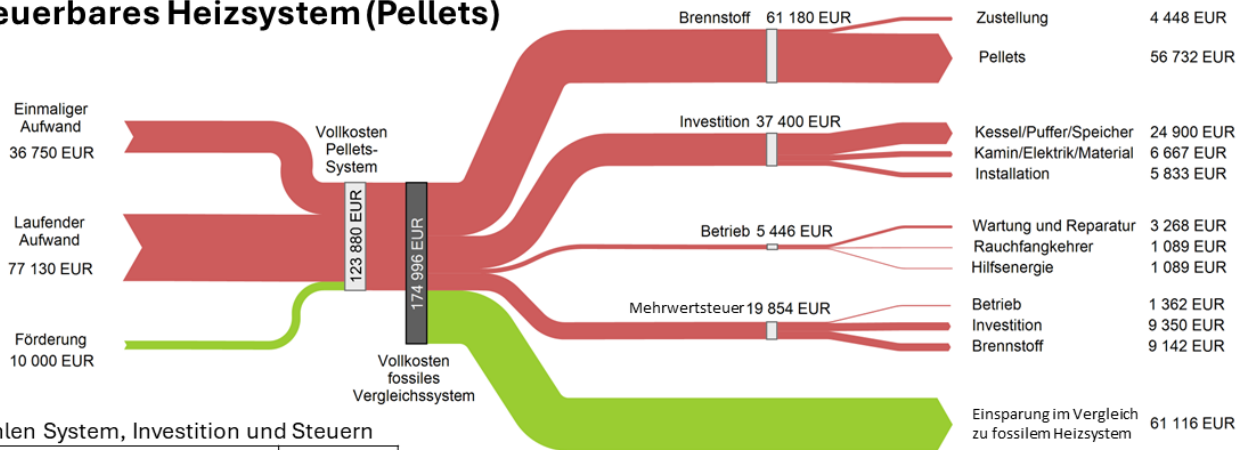 euerbares Heizsystem (Pellets)
Einmaliger
Aufwand
36 750 EUR
Laufender
Aufwand
77 130 EUR
Förderung
10 000 EUR
Vollkosten
Pellets-
System
123 880 EUR
174 996 EUR
Vollkosten
fossiles
Vergleichssystem
Brennstoff 61 180 EUR
Zustellung 4 448 EUR
Pellets 56 732 EUR
Investition 37 400 EUR
Kessel/Puffer/Speicher 24 900 EUR
Kamin/Elektrik/Material 6 667 EUR
Installation 5 833 EUR
Betrieb 5 446 EUR
Wartung und Reparatur 3 268 EUR
Rauchfangkehrer 1 089 EUR
Hilfsenergie 1 089 EUR
Mehrwertsteuer 19 854 EUR
Betrieb 1 362 EUR
Investition 9 350 EUR
Brennstoff 9 142 EUR
Einsparung im Vergleich
zu fossilem Heizsystem 61 116 EUR
hlen System, Investition und Steuern